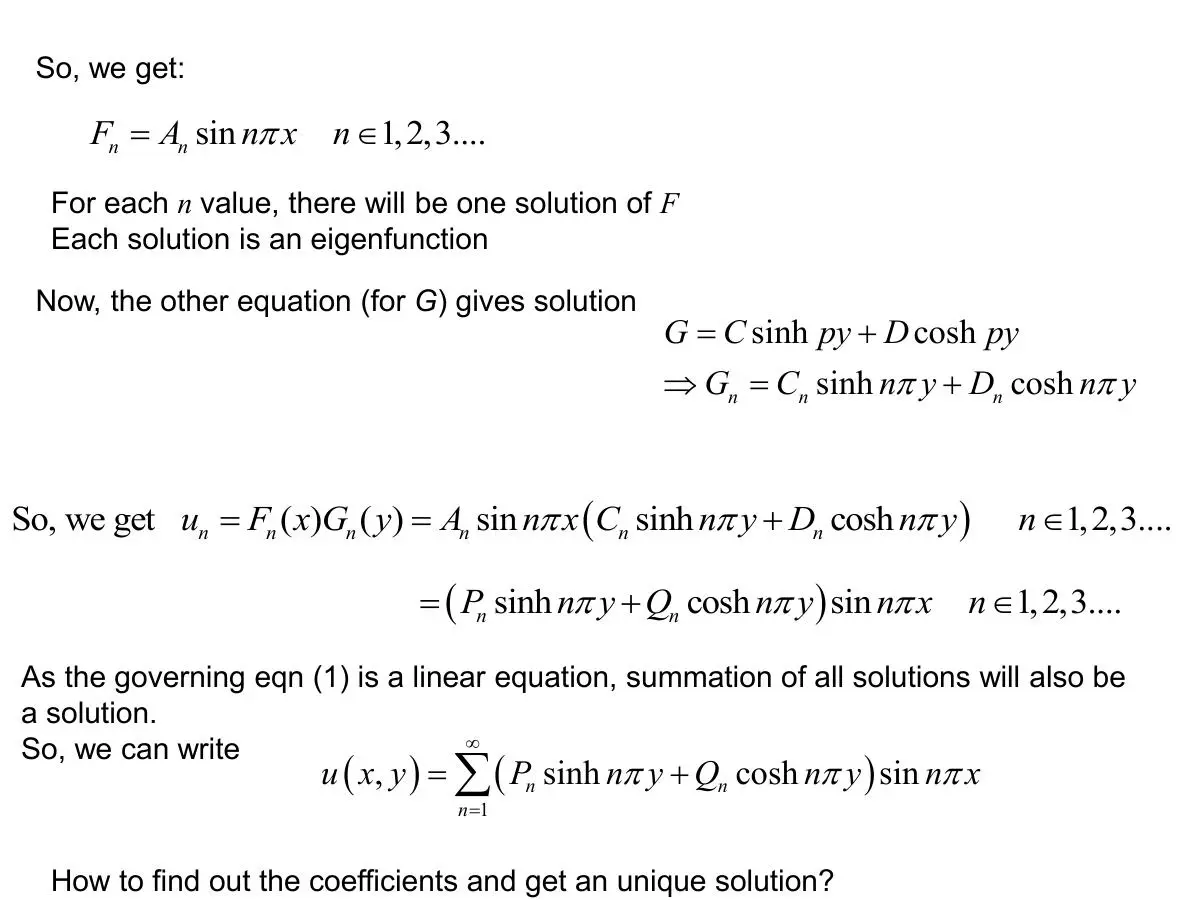 So, we get:
Fₙ = Aₙ sin nπx n ∈ 1, 2, 3....
For each n value, there will be one solution of F
Each solution is an eigenfunction
Now, the other equation (for G) gives solution
G = C sinh py + D cosh py
⇒ Gₙ = Cₙ sinh nπy + Dₙ cosh nπy
So, we get uₙ = Fₙ(x)Gₙ(y) = Aₙ sin nπx(Cₙ sinh nπy + Dₙ cosh nπy) n ∈ 1, 2, 3....
= (Pₙ sinh nπy + Qₙ cosh nπy) sin nπx n ∈ 1, 2, 3....
As the governing eqn (1) is a linear equation, summation of all solutions will also be
a solution.
So, we can write
u(x, y) = ∑ₙ₌₁^∞ (Pₙ sinh nπy + Qₙ cosh nπy) sin nπx
How to find out the coefficients and get an unique solution?